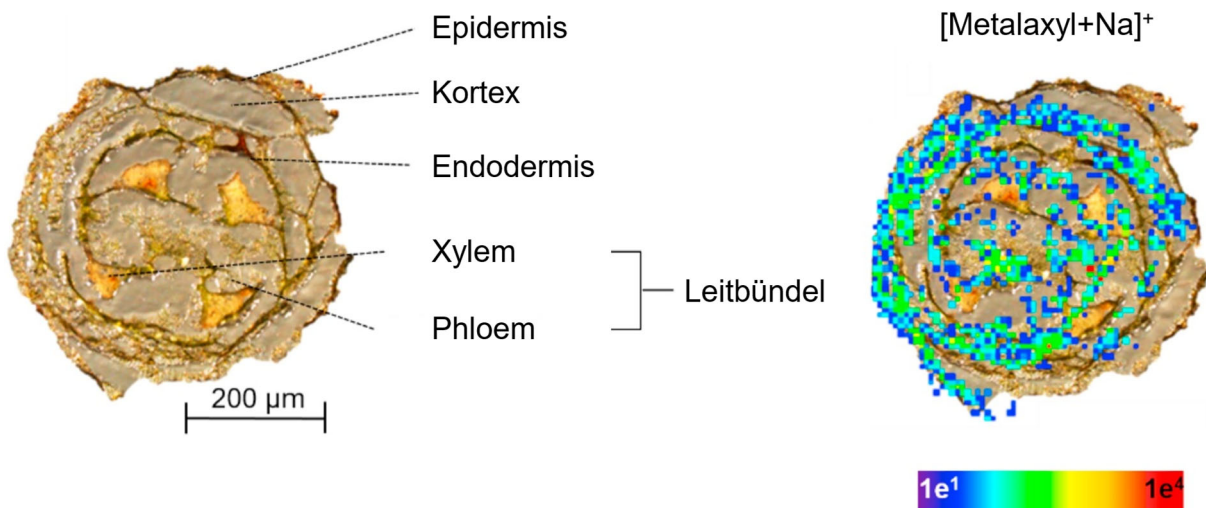 Epidermis
Kortex
Endodermis
Xylem
Phloem
Leitbündel
200 µm
[Metalaxyl+Na]⁺
1e¹
1e⁴